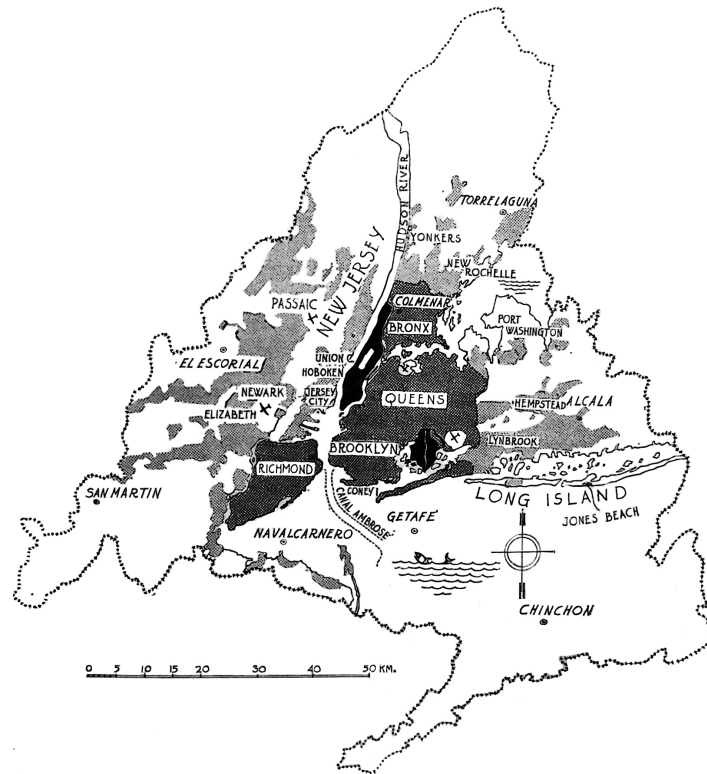 TORRELAGUNA
HUDSON RIVER
YONKERS
NEW
ROCHELLE
NEW JERSEY
PASSAIC
COLMENAR
BRONX
PORT
WASHINGTON
EL ESCORIAL
UNION
HOBOKEN
JERSEY
CITY
NEWARK
ELIZABETH
QUEENS
HEMPSTEAD
ALCALA
BROOKLYN
LYNBROOK
RICHMOND
CONEY I
SAN MARTIN
CANAL AMBROSE
LONG ISLAND
JONES BEACH
GETAFE
NAVALCARNERO
CHINCHON
0 5 10 20 30 40 50 KM.